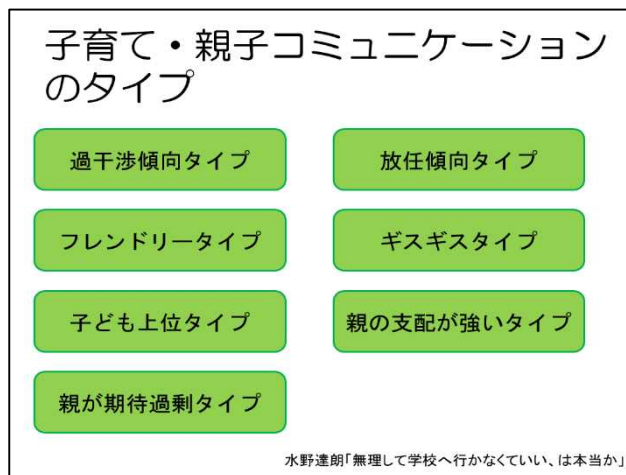 子育て・親子コミュニケーション
のタイプ
過干渉傾向タイプ
放任傾向タイプ
フレンドリータイプ
ギスギスタイプ
子ども上位タイプ
親の支配が強いタイプ
親が期待過剰タイプ
水野達朗「無理して学校へ行かなくていい、は本当か」